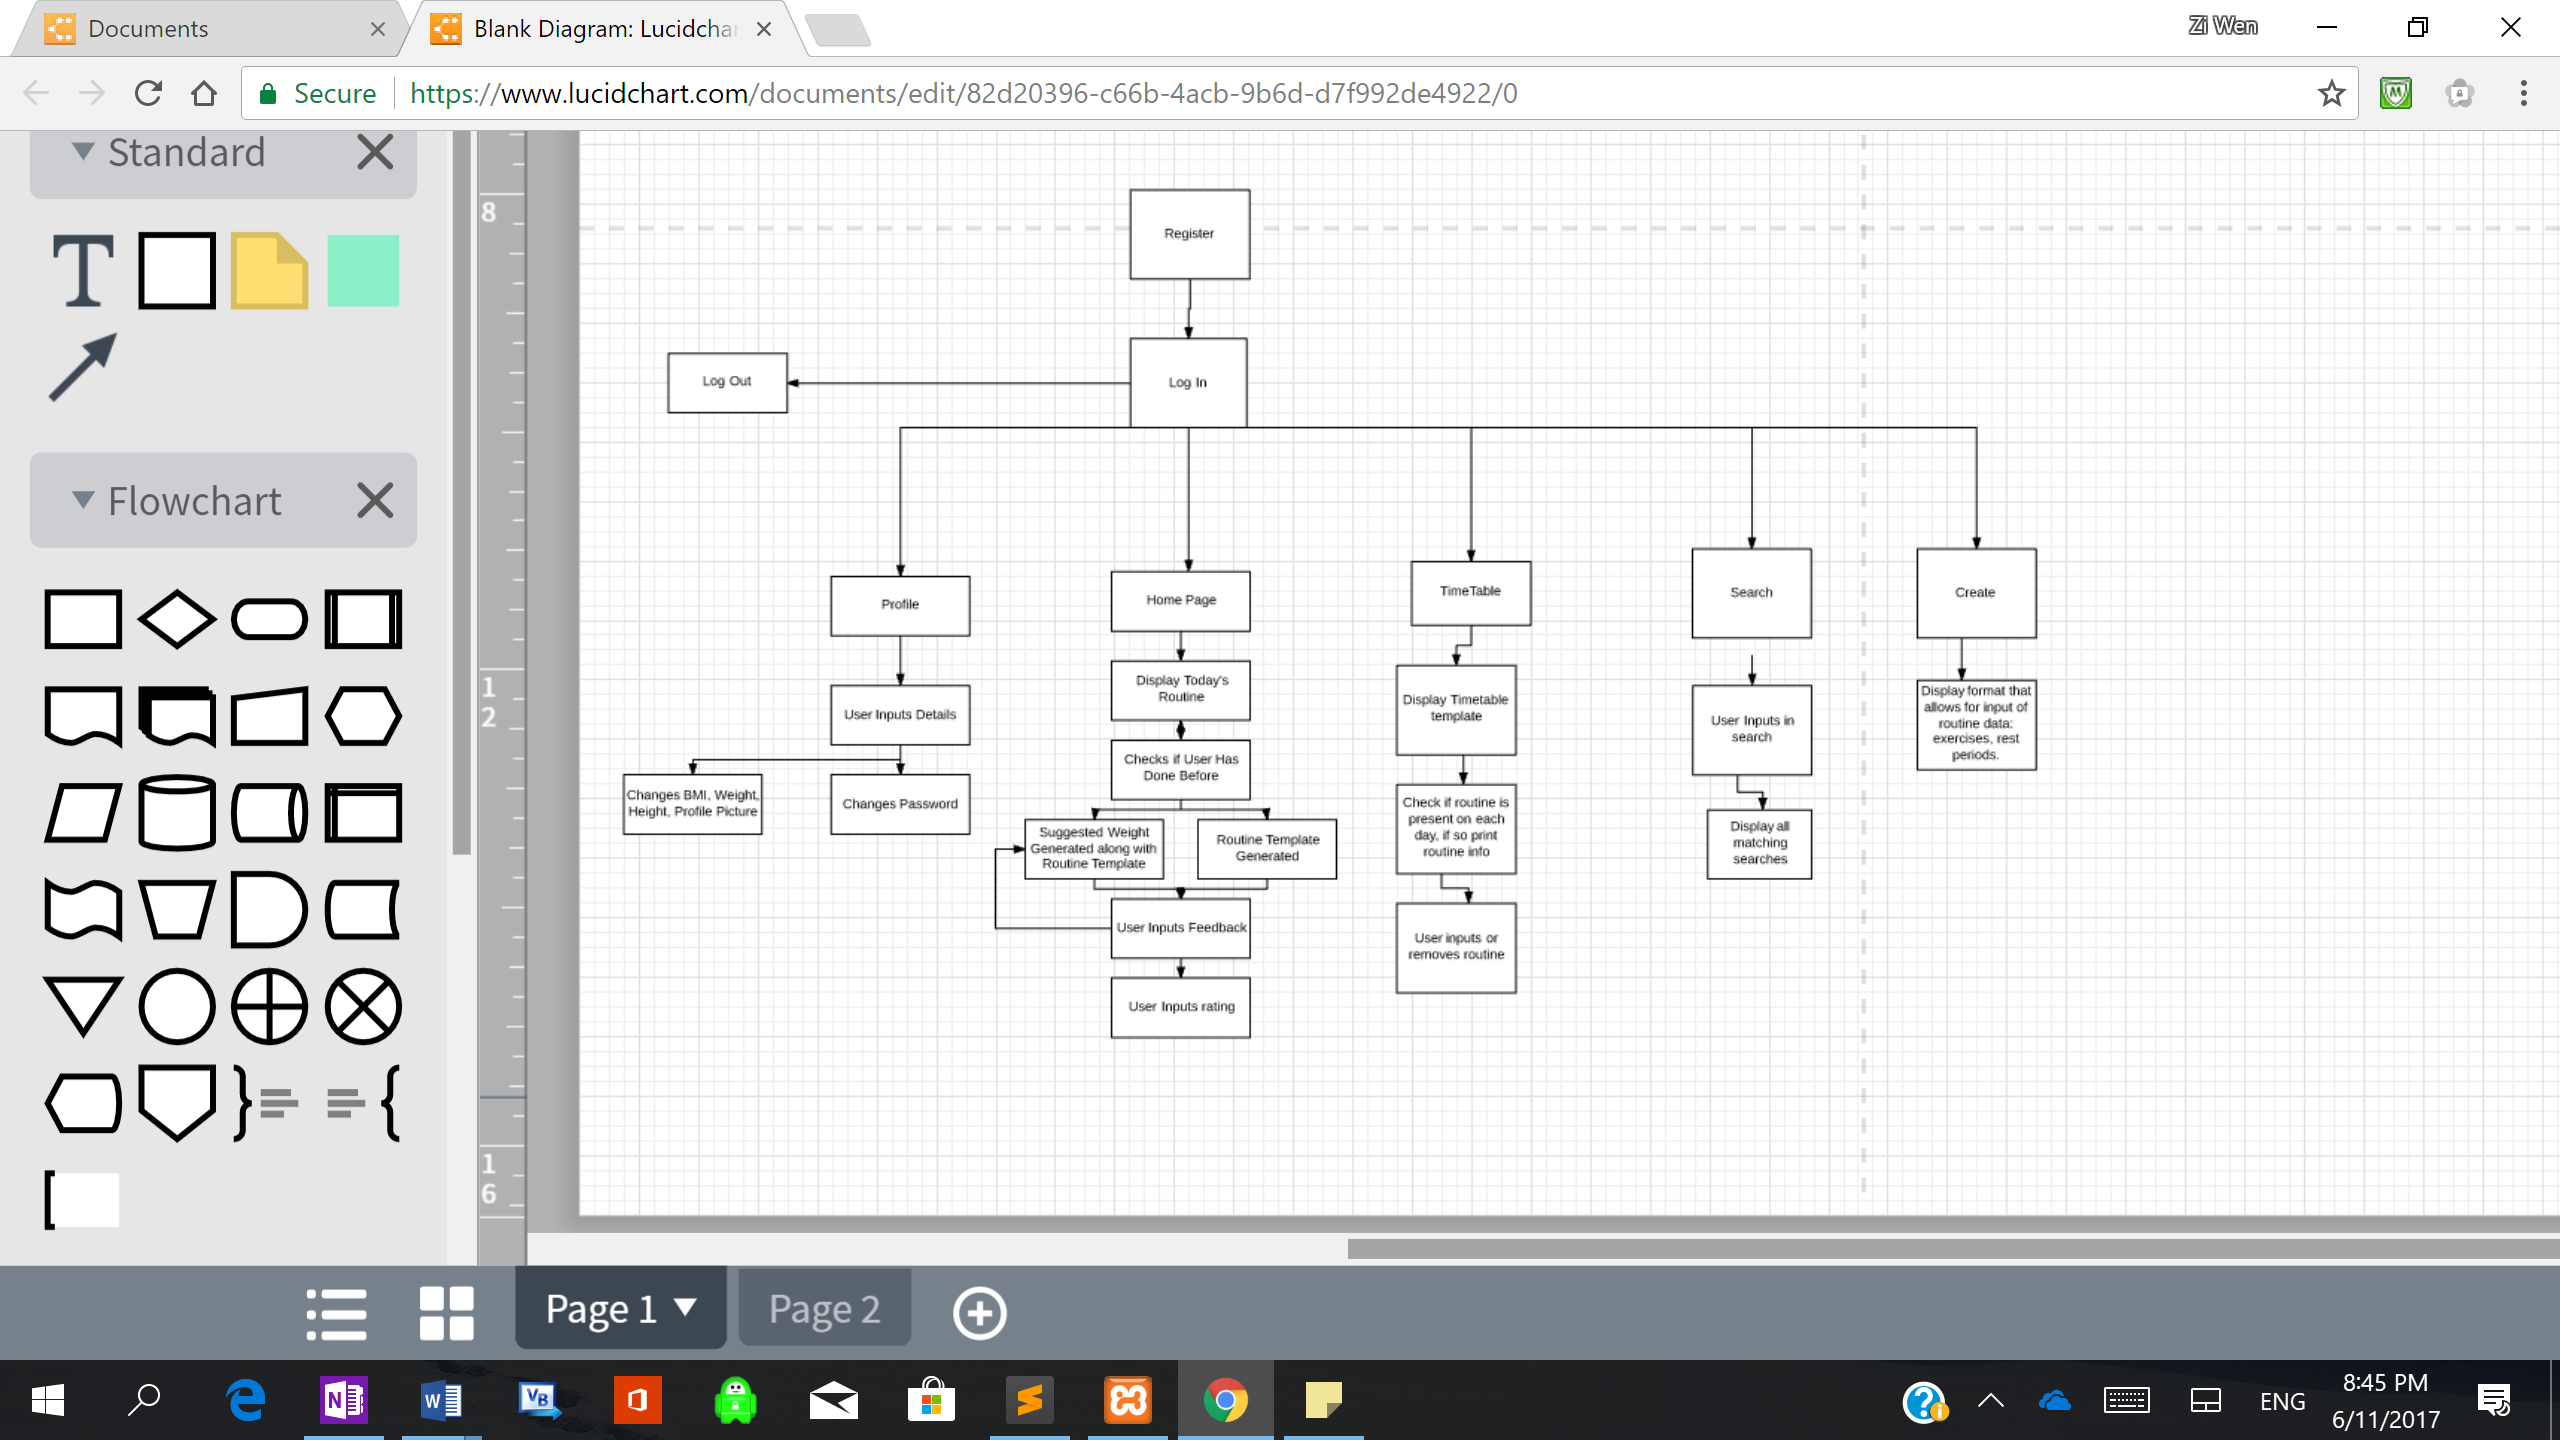 Documents
Blank Diagram: Lucidcha
Zi Wen
Secure
https://www.lucidchart.com/documents/edit/82d20396-c66b-4acb-9b6d-d7f992de4922/0
Standard
T
Flowchart
8
1
2
1
6
Register
Log In
Log Out
Profile
User Inputs Details
Changes BMI, Weight,
Height, Profile Picture
Changes Password
Home Page
Display Today's
Routine
Checks if User Has
Done Before
Suggested Weight
Generated along with
Routine Template
Routine Template
Generated
User Inputs Feedback
User Inputs rating
TimeTable
Display Timetable
template
Check if routine is
present on each
day, if so print
routine info
User inputs or
removes routine
Search
User Inputs in
search
Display all
matching
searches
Create
Display format that
allows for input of
routine data:
exercises, rest
periods.
Page 1
Page 2
ENG
8:45 PM
6/11/2017